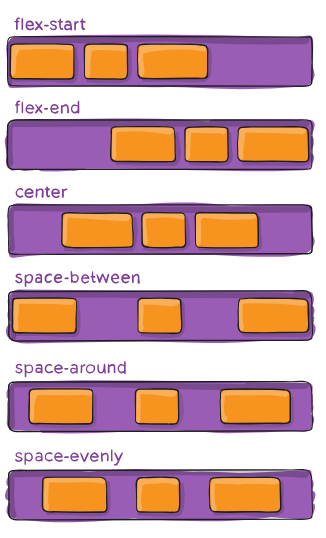 flex-start
flex-end
center
space-between
space-around
space-evenly